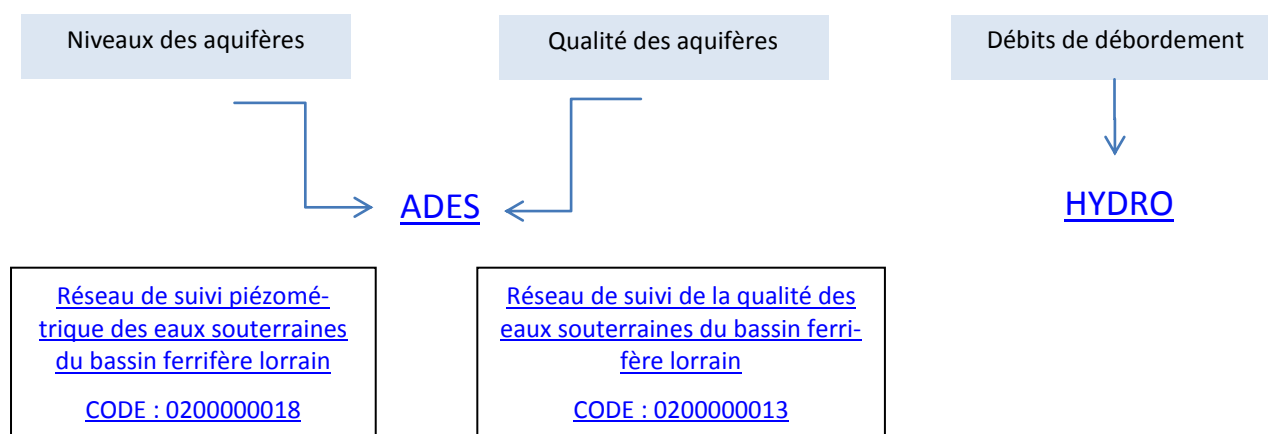 Niveaux des aquifères
Qualité des aquifères
Débits de débordement
ADES
HYDRO
Réseau de suivi piézomé-
trique des eaux souterraines
du bassin ferrifère lorrain
CODE : 0200000018
Réseau de suivi de la qualité des
eaux souterraines du bassin ferri-
fère lorrain
CODE : 0200000013